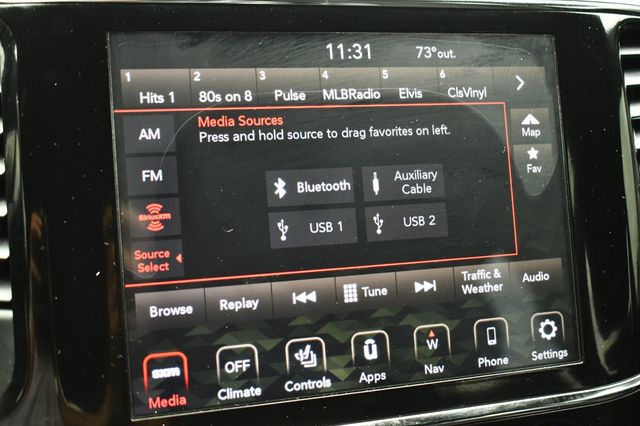 11:31 73° out.
1 2 3 4 5 6
Hits 1 80s on 8 Pulse MLBRadio Elvis ClsVinyl
Media Sources
Press and hold source to drag favorites on left.
AM
FM
SiriusXM
Source
Select
Bluetooth
Auxiliary
Cable
USB 1
USB 2
Map
Fav
Browse Replay Tune Traffic &
Weather Audio
sxm OFF W
Media Climate Controls Apps Nav Phone Settings